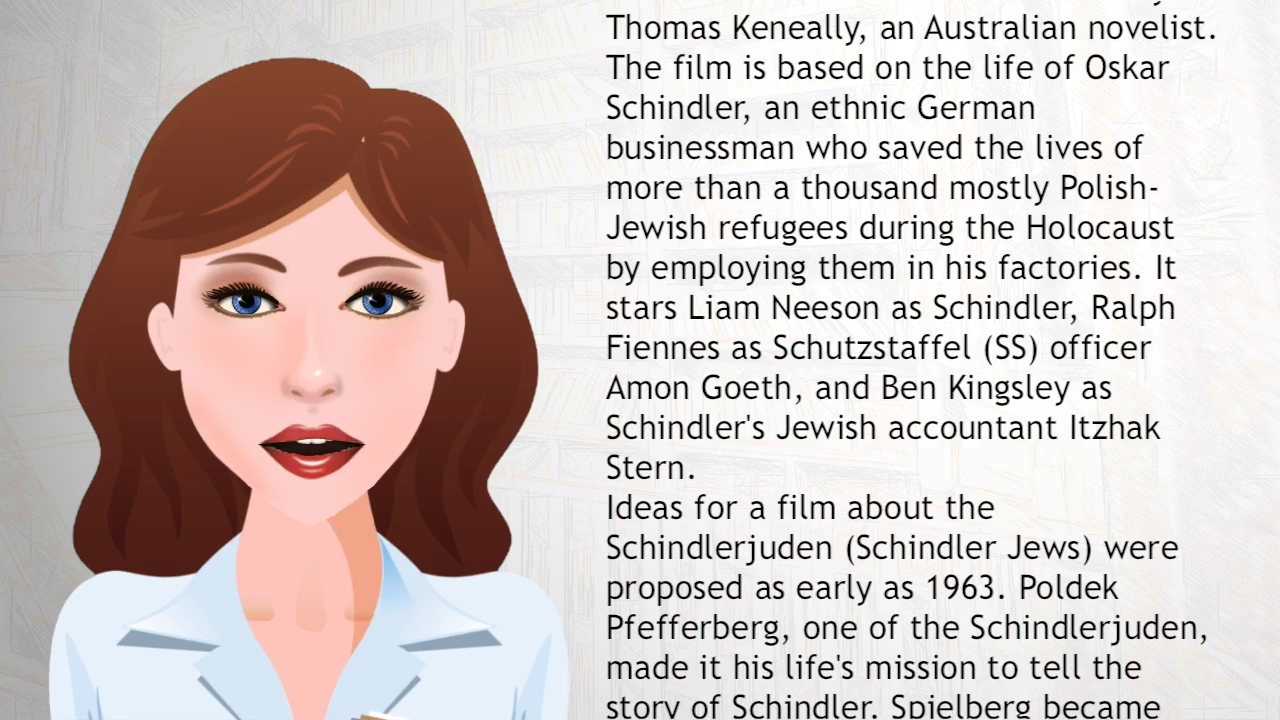 Thomas Keneally, an Australian novelist.
The film is based on the life of Oskar
Schindler, an ethnic German
businessman who saved the lives of
more than a thousand mostly Polish-
Jewish refugees during the Holocaust
by employing them in his factories. It
stars Liam Neeson as Schindler, Ralph
Fiennes as Schutzstaffel (SS) officer
Amon Goeth, and Ben Kingsley as
Schindler's Jewish accountant Itzhak
Stern.
Ideas for a film about the
Schindlerjuden (Schindler Jews) were
proposed as early as 1963. Poldek
Pfefferberg, one of the Schindlerjuden,
made it his life's mission to tell the
story of Schindler. Spielberg became